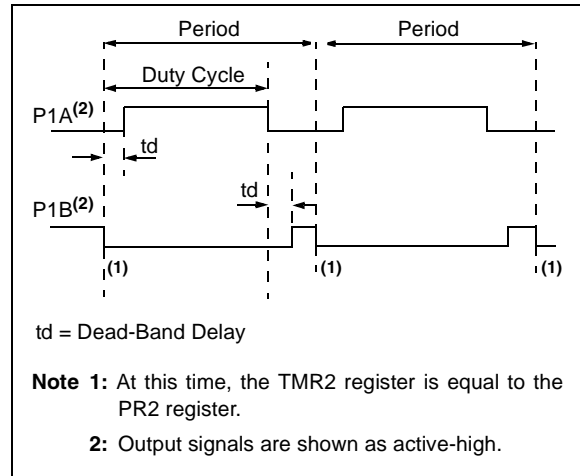 Period Period
Duty Cycle
P1A(2)
td
td
P1B(2)
(1) (1) (1)
td = Dead-Band Delay
Note 1: At this time, the TMR2 register is equal to the
PR2 register.
2: Output signals are shown as active-high.